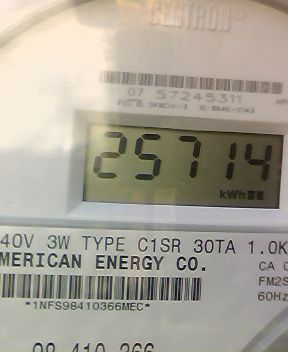 CENTRON®
07 57245311
25714
kWh
40V 3W TYPE C1SR 30TA 1.0K
MERICAN ENERGY CO.
CA
FM2S
60Hz
*1NFS98410366MEC*
98 410 366